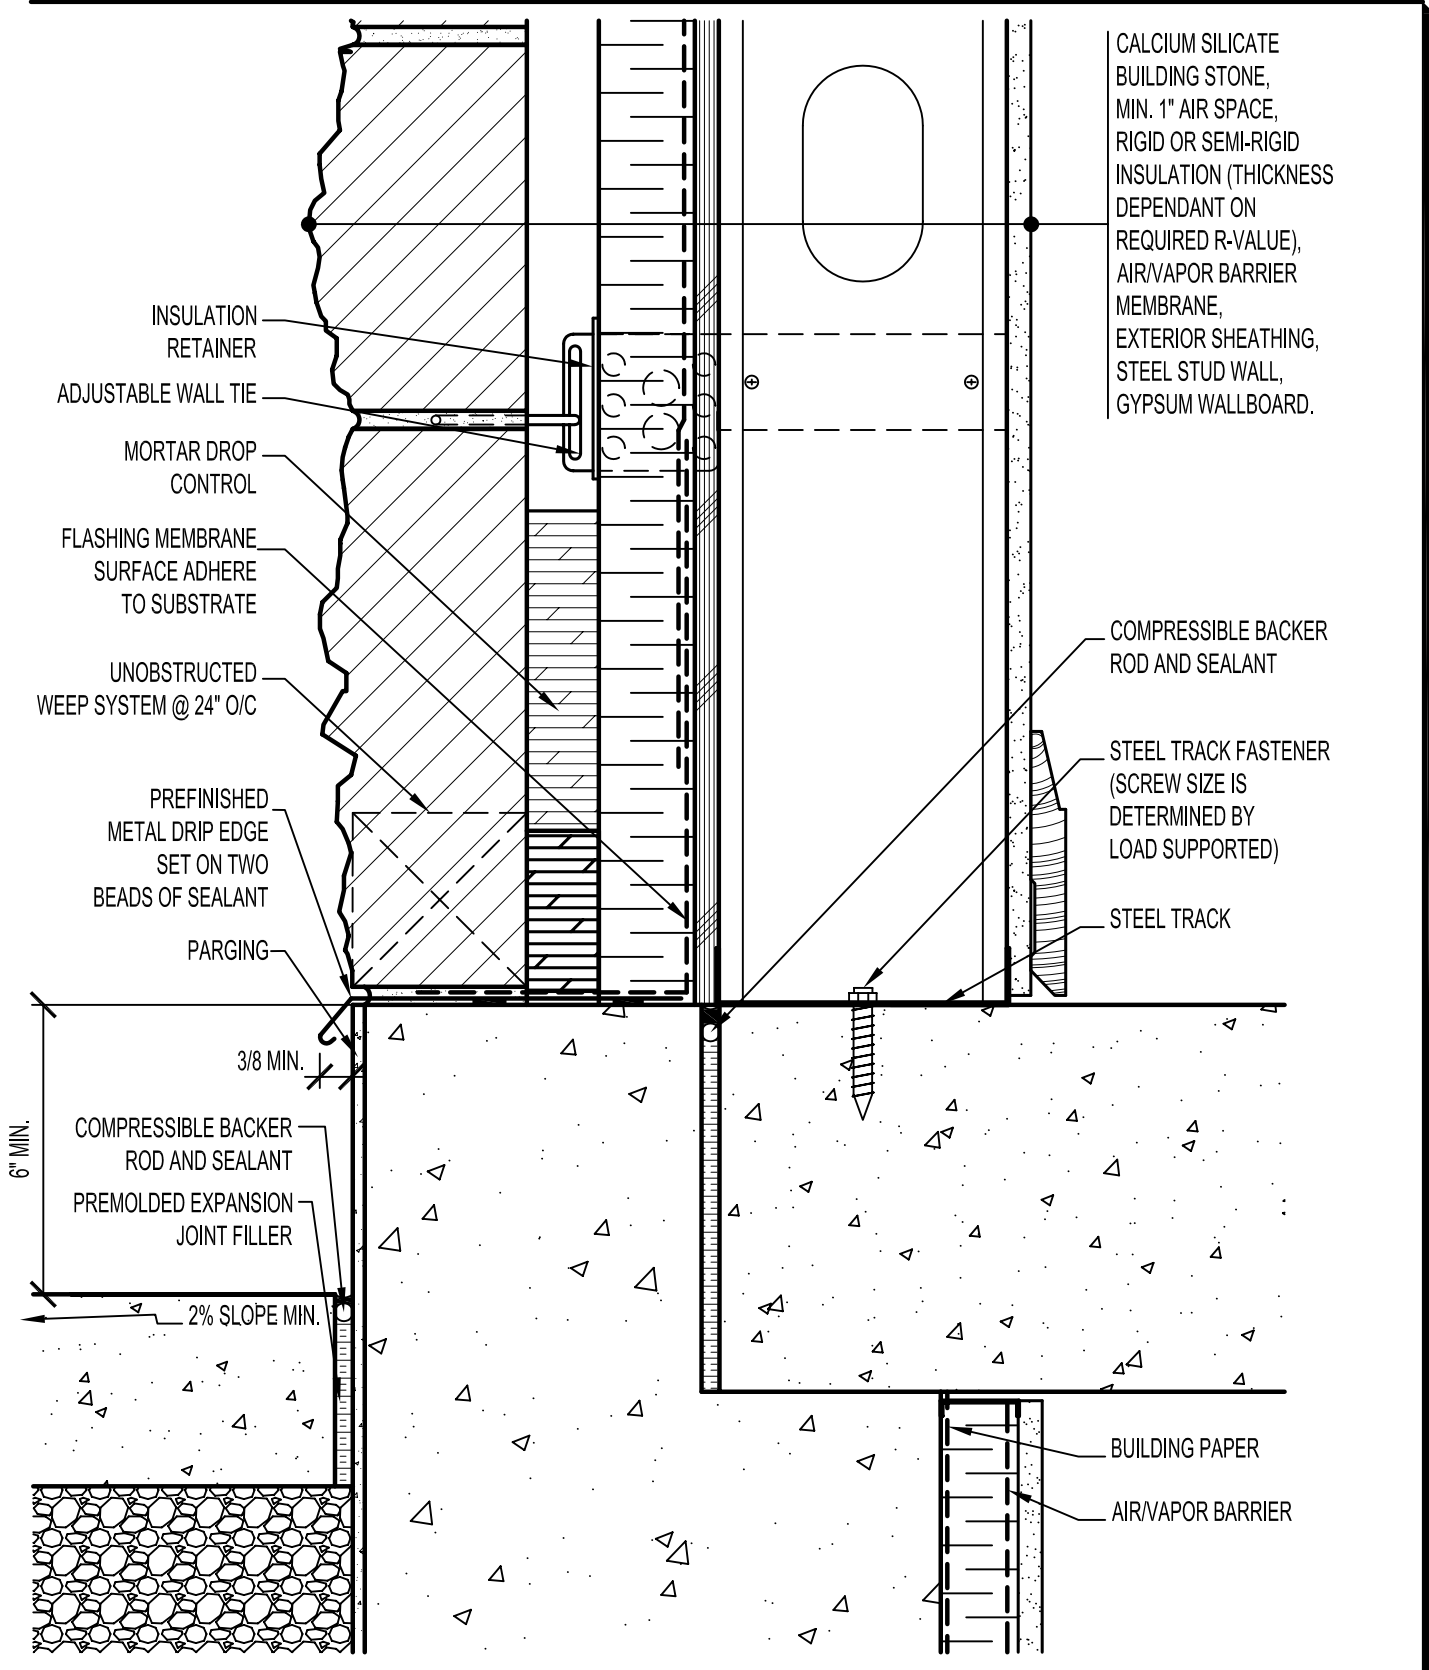 CALCIUM SILICATE
BUILDING STONE,
MIN. 1" AIR SPACE,
RIGID OR SEMI-RIGID
INSULATION (THICKNESS
DEPENDANT ON
REQUIRED R-VALUE),
AIR/VAPOR BARRIER
MEMBRANE,
EXTERIOR SHEATHING,
STEEL STUD WALL,
GYPSUM WALLBOARD.
INSULATION
RETAINER
ADJUSTABLE WALL TIE
MORTAR DROP
CONTROL
FLASHING MEMBRANE
SURFACE ADHERE
TO SUBSTRATE
UNOBSTRUCTED
WEEP SYSTEM @ 24" O/C
PREFINISHED
METAL DRIP EDGE
SET ON TWO
BEADS OF SEALANT
PARGING
3/8 MIN.
6" MIN.
COMPRESSIBLE BACKER
ROD AND SEALANT
PREMOLDED EXPANSION
JOINT FILLER
2% SLOPE MIN.
COMPRESSIBLE BACKER
ROD AND SEALANT
STEEL TRACK FASTENER
(SCREW SIZE IS
DETERMINED BY
LOAD SUPPORTED)
STEEL TRACK
BUILDING PAPER
AIR/VAPOR BARRIER